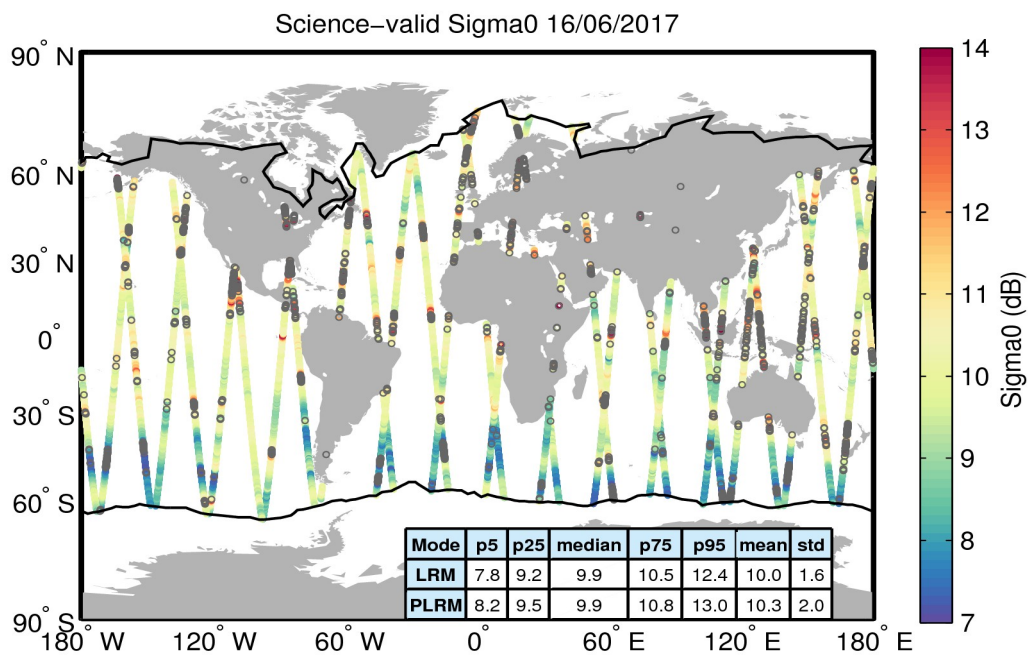 Science−valid Sigma0 16/06/2017
90° N
60° N
30° N
0°
30° S
60° S
90° S
180° W 120° W 60° W 0° 60° E 120° E 180° E
Mode p5 p25 median p75 p95 mean std
LRM 7.8 9.2 9.9 10.5 12.4 10.0 1.6
PLRM 8.2 9.5 9.9 10.8 13.0 10.3 2.0
14
13
12
11
10
9
8
7
Sigma0 (dB)